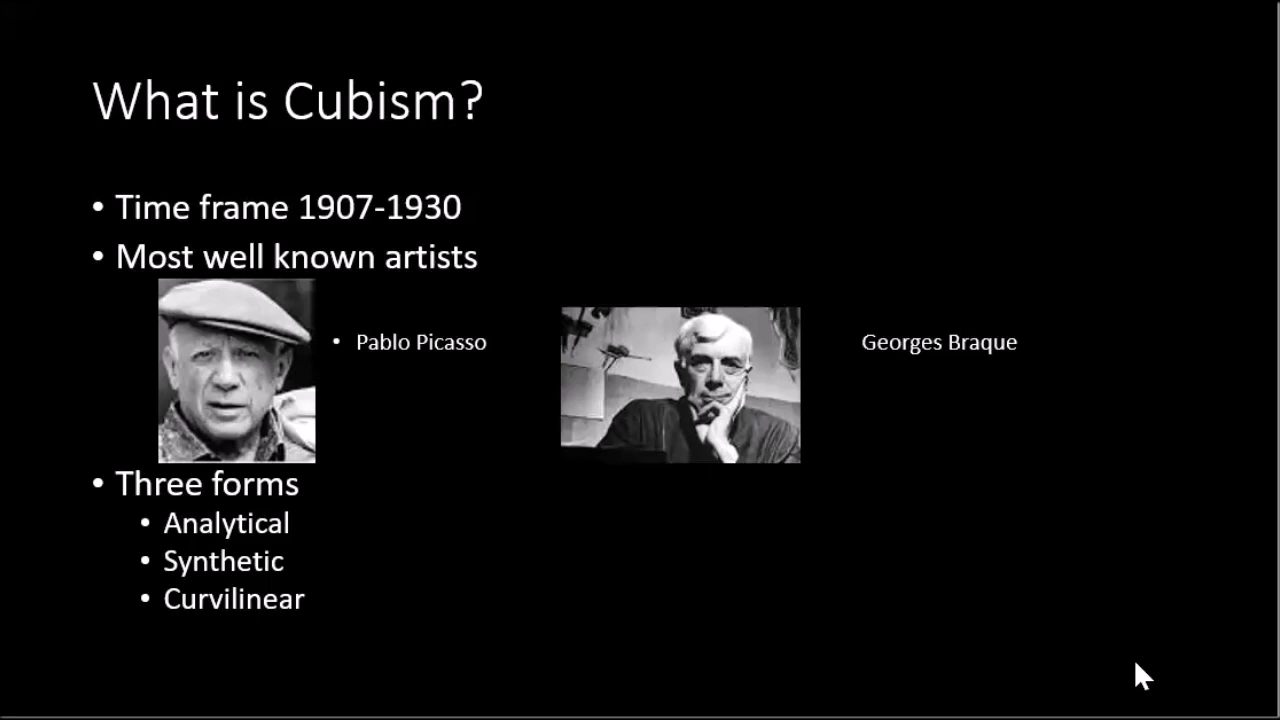 What is Cubism?
• Time frame 1907-1930
• Most well known artists
• Pablo Picasso
Georges Braque
• Three forms
• Analytical
• Synthetic
• Curvilinear